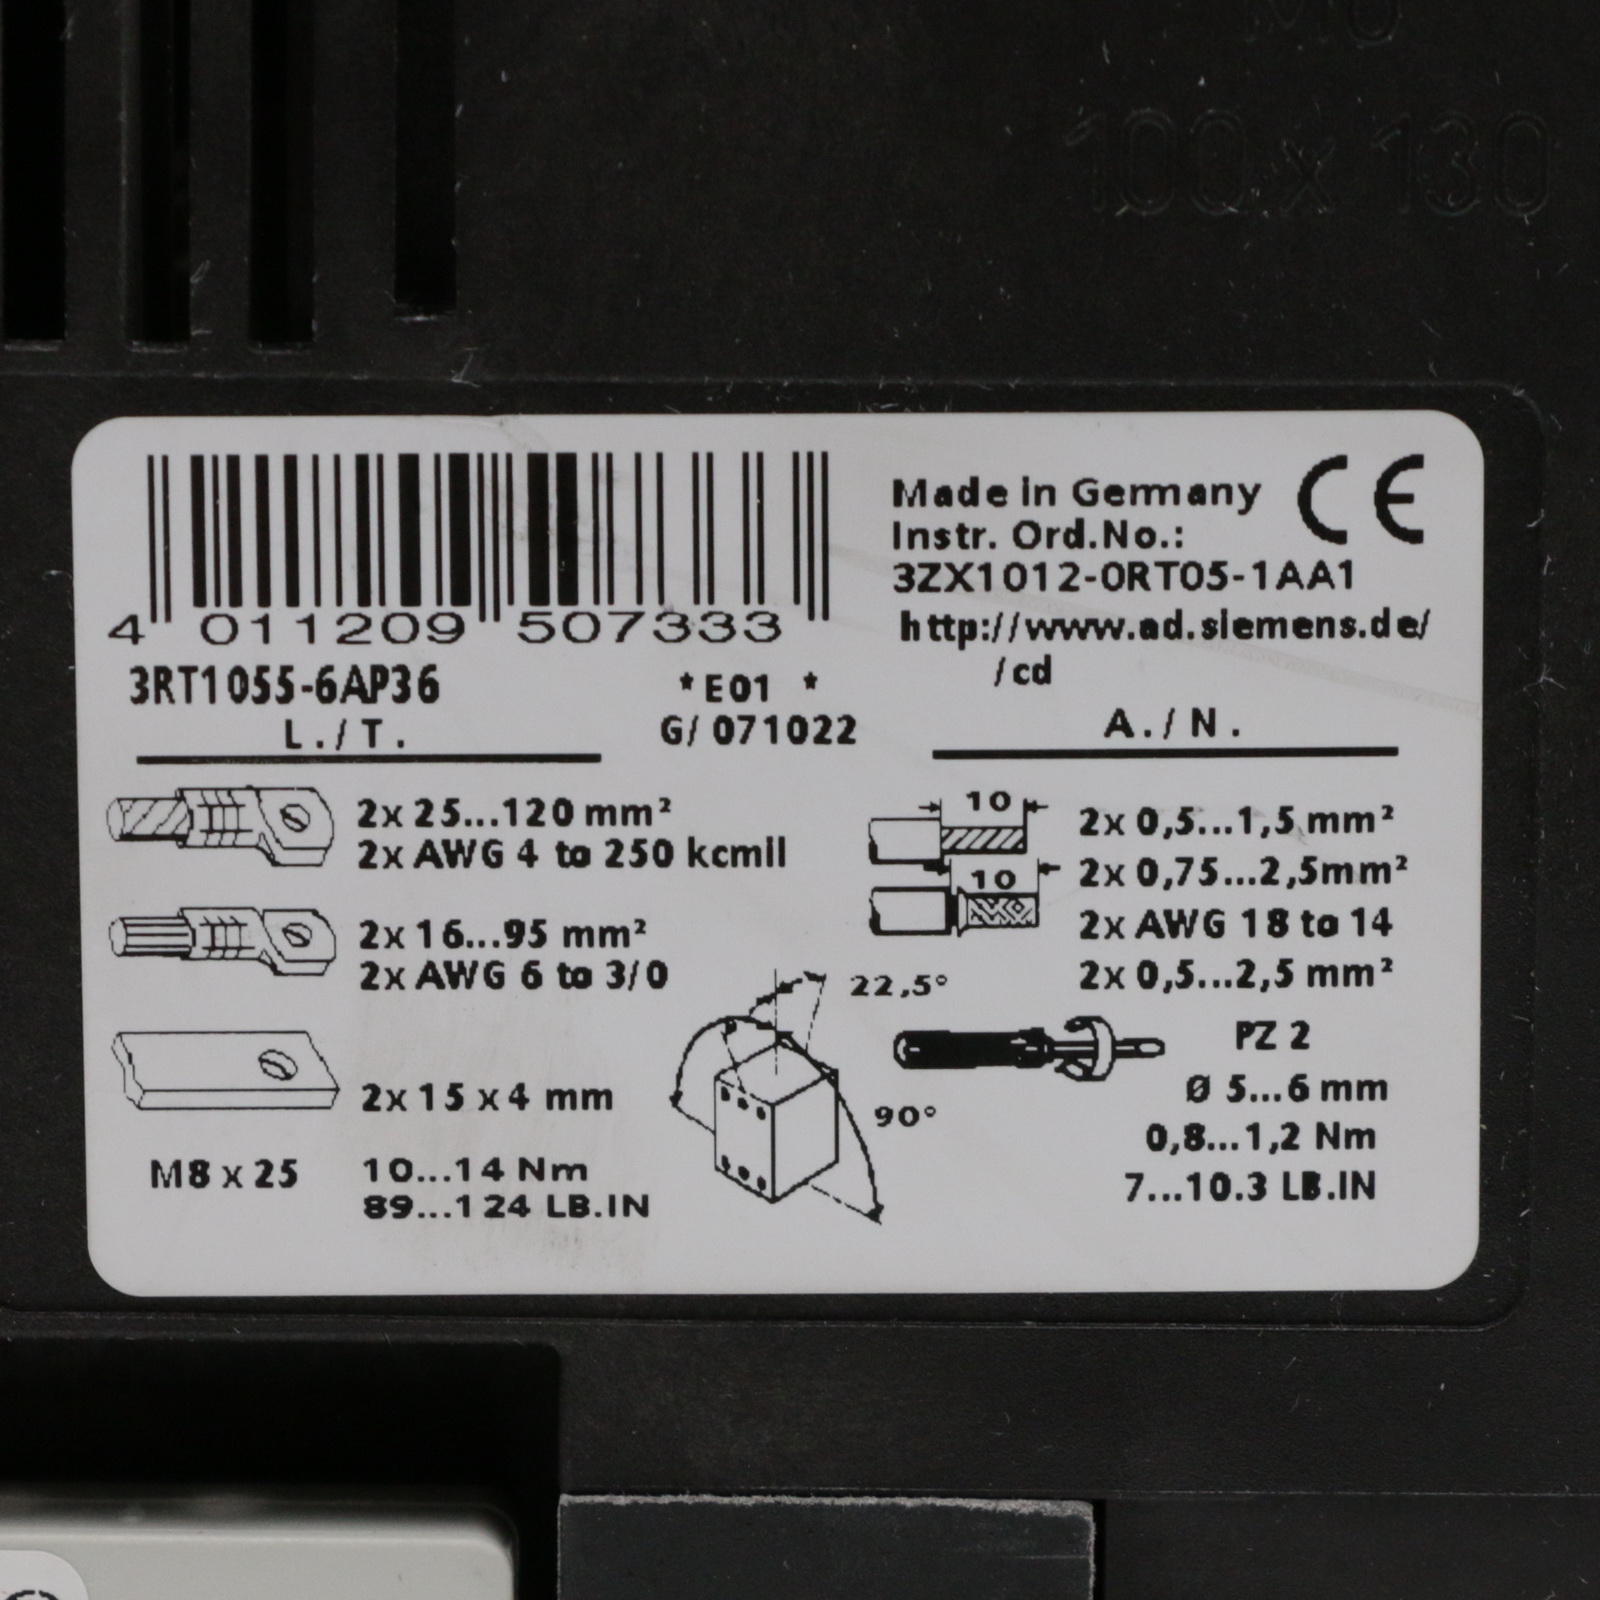 100 x 130
4 011209 507333
3RT1055-6AP36
*E01 *
G/ 071022
L./T.
2x 25...120 mm²
2x AWG 4 to 250 kcmil
2x 16...95 mm²
2x AWG 6 to 3/0
2x 15 x 4 mm
M8 x 25
10...14 Nm
89...124 LB.IN
22,5°
90°
Made in Germany CE
Instr. Ord.No.:
3ZX1012-0RT05-1AA1
http://www.ad.siemens.de/
/cd
A./N.
10
2x 0,5...1,5 mm²
10
2x 0,75...2,5mm²
2x AWG 18 to 14
2x 0,5...2,5 mm²
PZ 2
Ø 5...6 mm
0,8...1,2 Nm
7...10.3 LB.IN